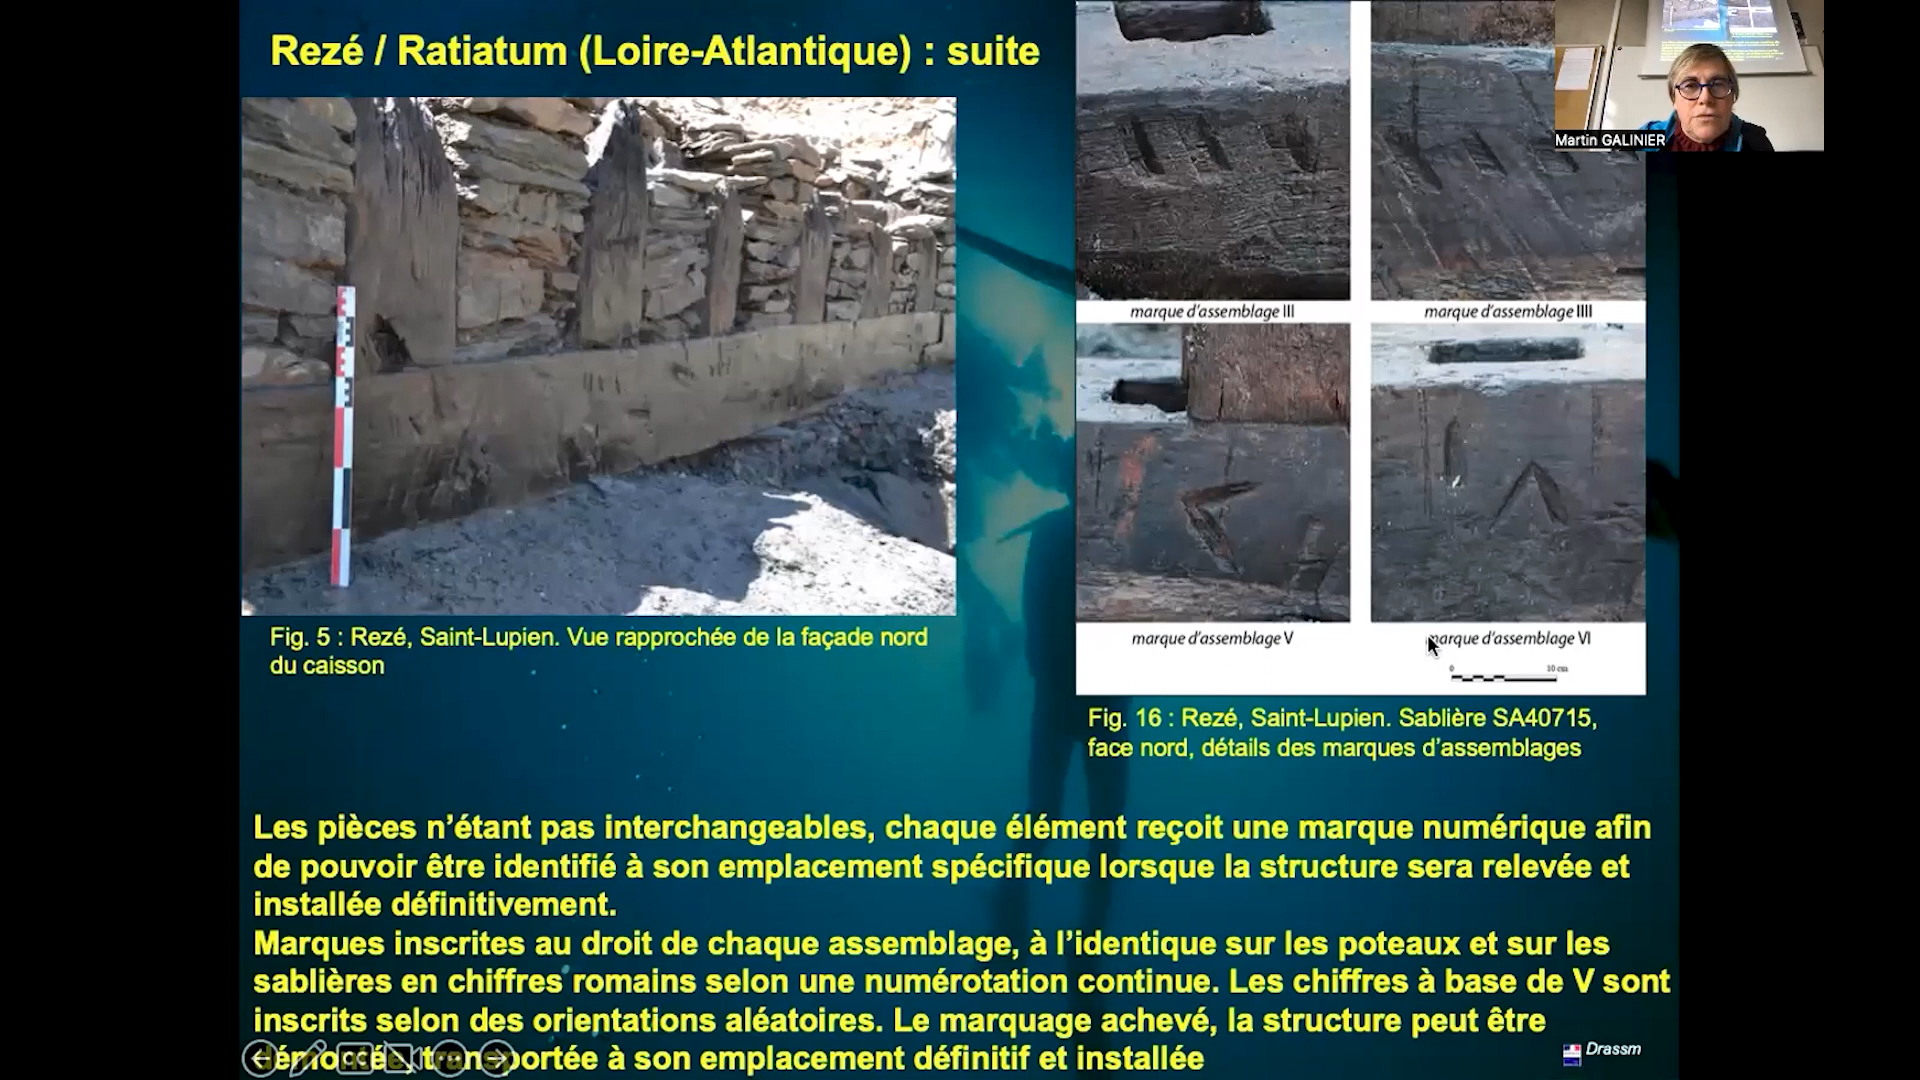 Rezé / Ratiatum (Loire-Atlantique) : suite
Martin GALINIER
marque d'assemblage III
marque d'assemblage IIII
marque d'assemblage V
marque d'assemblage VI
0 10 cm
Fig. 5 : Rezé, Saint-Lupien. Vue rapprochée de la façade nord
du caisson
Fig. 16 : Rezé, Saint-Lupien. Sablière SA40715,
face nord, détails des marques d'assemblages
Les pièces n'étant pas interchangeables, chaque élément reçoit une marque numérique afin
de pouvoir être identifié à son emplacement spécifique lorsque la structure sera relevée et
installée définitivement.
Marques inscrites au droit de chaque assemblage, à l'identique sur les poteaux et sur les
sablières en chiffres romains selon une numérotation continue. Les chiffres à base de V sont
inscrits selon des orientations aléatoires. Le marquage achevé, la structure peut être
démontée, transportée à son emplacement définitif et installée
Drassm